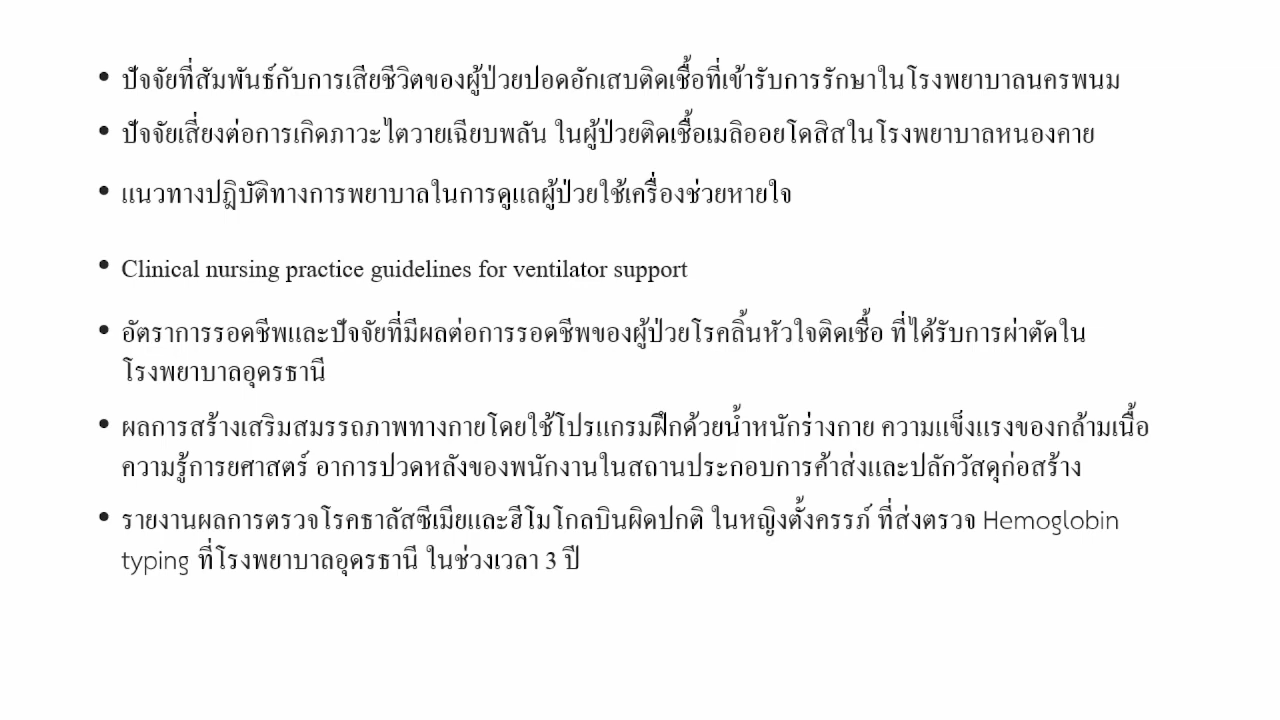 • ปัจจัยที่สัมพันธ์กับการเสียชีวิตของผู้ป่วยปอดอักเสบติดเชื้อที่เข้ารับการรักษาในโรงพยาบาลนครพนม
• ปัจจัยเสี่ยงต่อการเกิดภาวะไตวายเฉียบพลัน ในผู้ป่วยติดเชื้อเมลิออยโดสิสในโรงพยาบาลหนองคาย
• แนวทางปฎิบัติทางการพยาบาลในการดูแลผู้ป่วยใช้เครื่องช่วยหายใจ
• Clinical nursing practice guidelines for ventilator support
• อัตราการรอดชีพและปัจจัยที่มีผลต่อการรอดชีพของผู้ป่วยโรคลิ้นหัวใจติดเชื้อ ที่ได้รับการผ่าตัดใน
โรงพยาบาลอุดรธานี
• ผลการสร้างเสริมสมรรถภาพทางกายโดยใช้โปรแกรมฝึกด้วยน้ำหนักร่างกาย ความแข็งแรงของกล้ามเนื้อ
ความรู้การยศาสตร์ อาการปวดหลังของพนักงานในสถานประกอบการค้าส่งและปลักวัสดุก่อสร้าง
• รายงานผลการตรวจโรคธาลัสซีเมียและฮีโมโกลบินผิดปกติ ในหญิงตั้งครรภ์ ที่ส่งตรวจ Hemoglobin
typing ที่โรงพยาบาลอุดรธานี ในช่วงเวลา 3 ปี